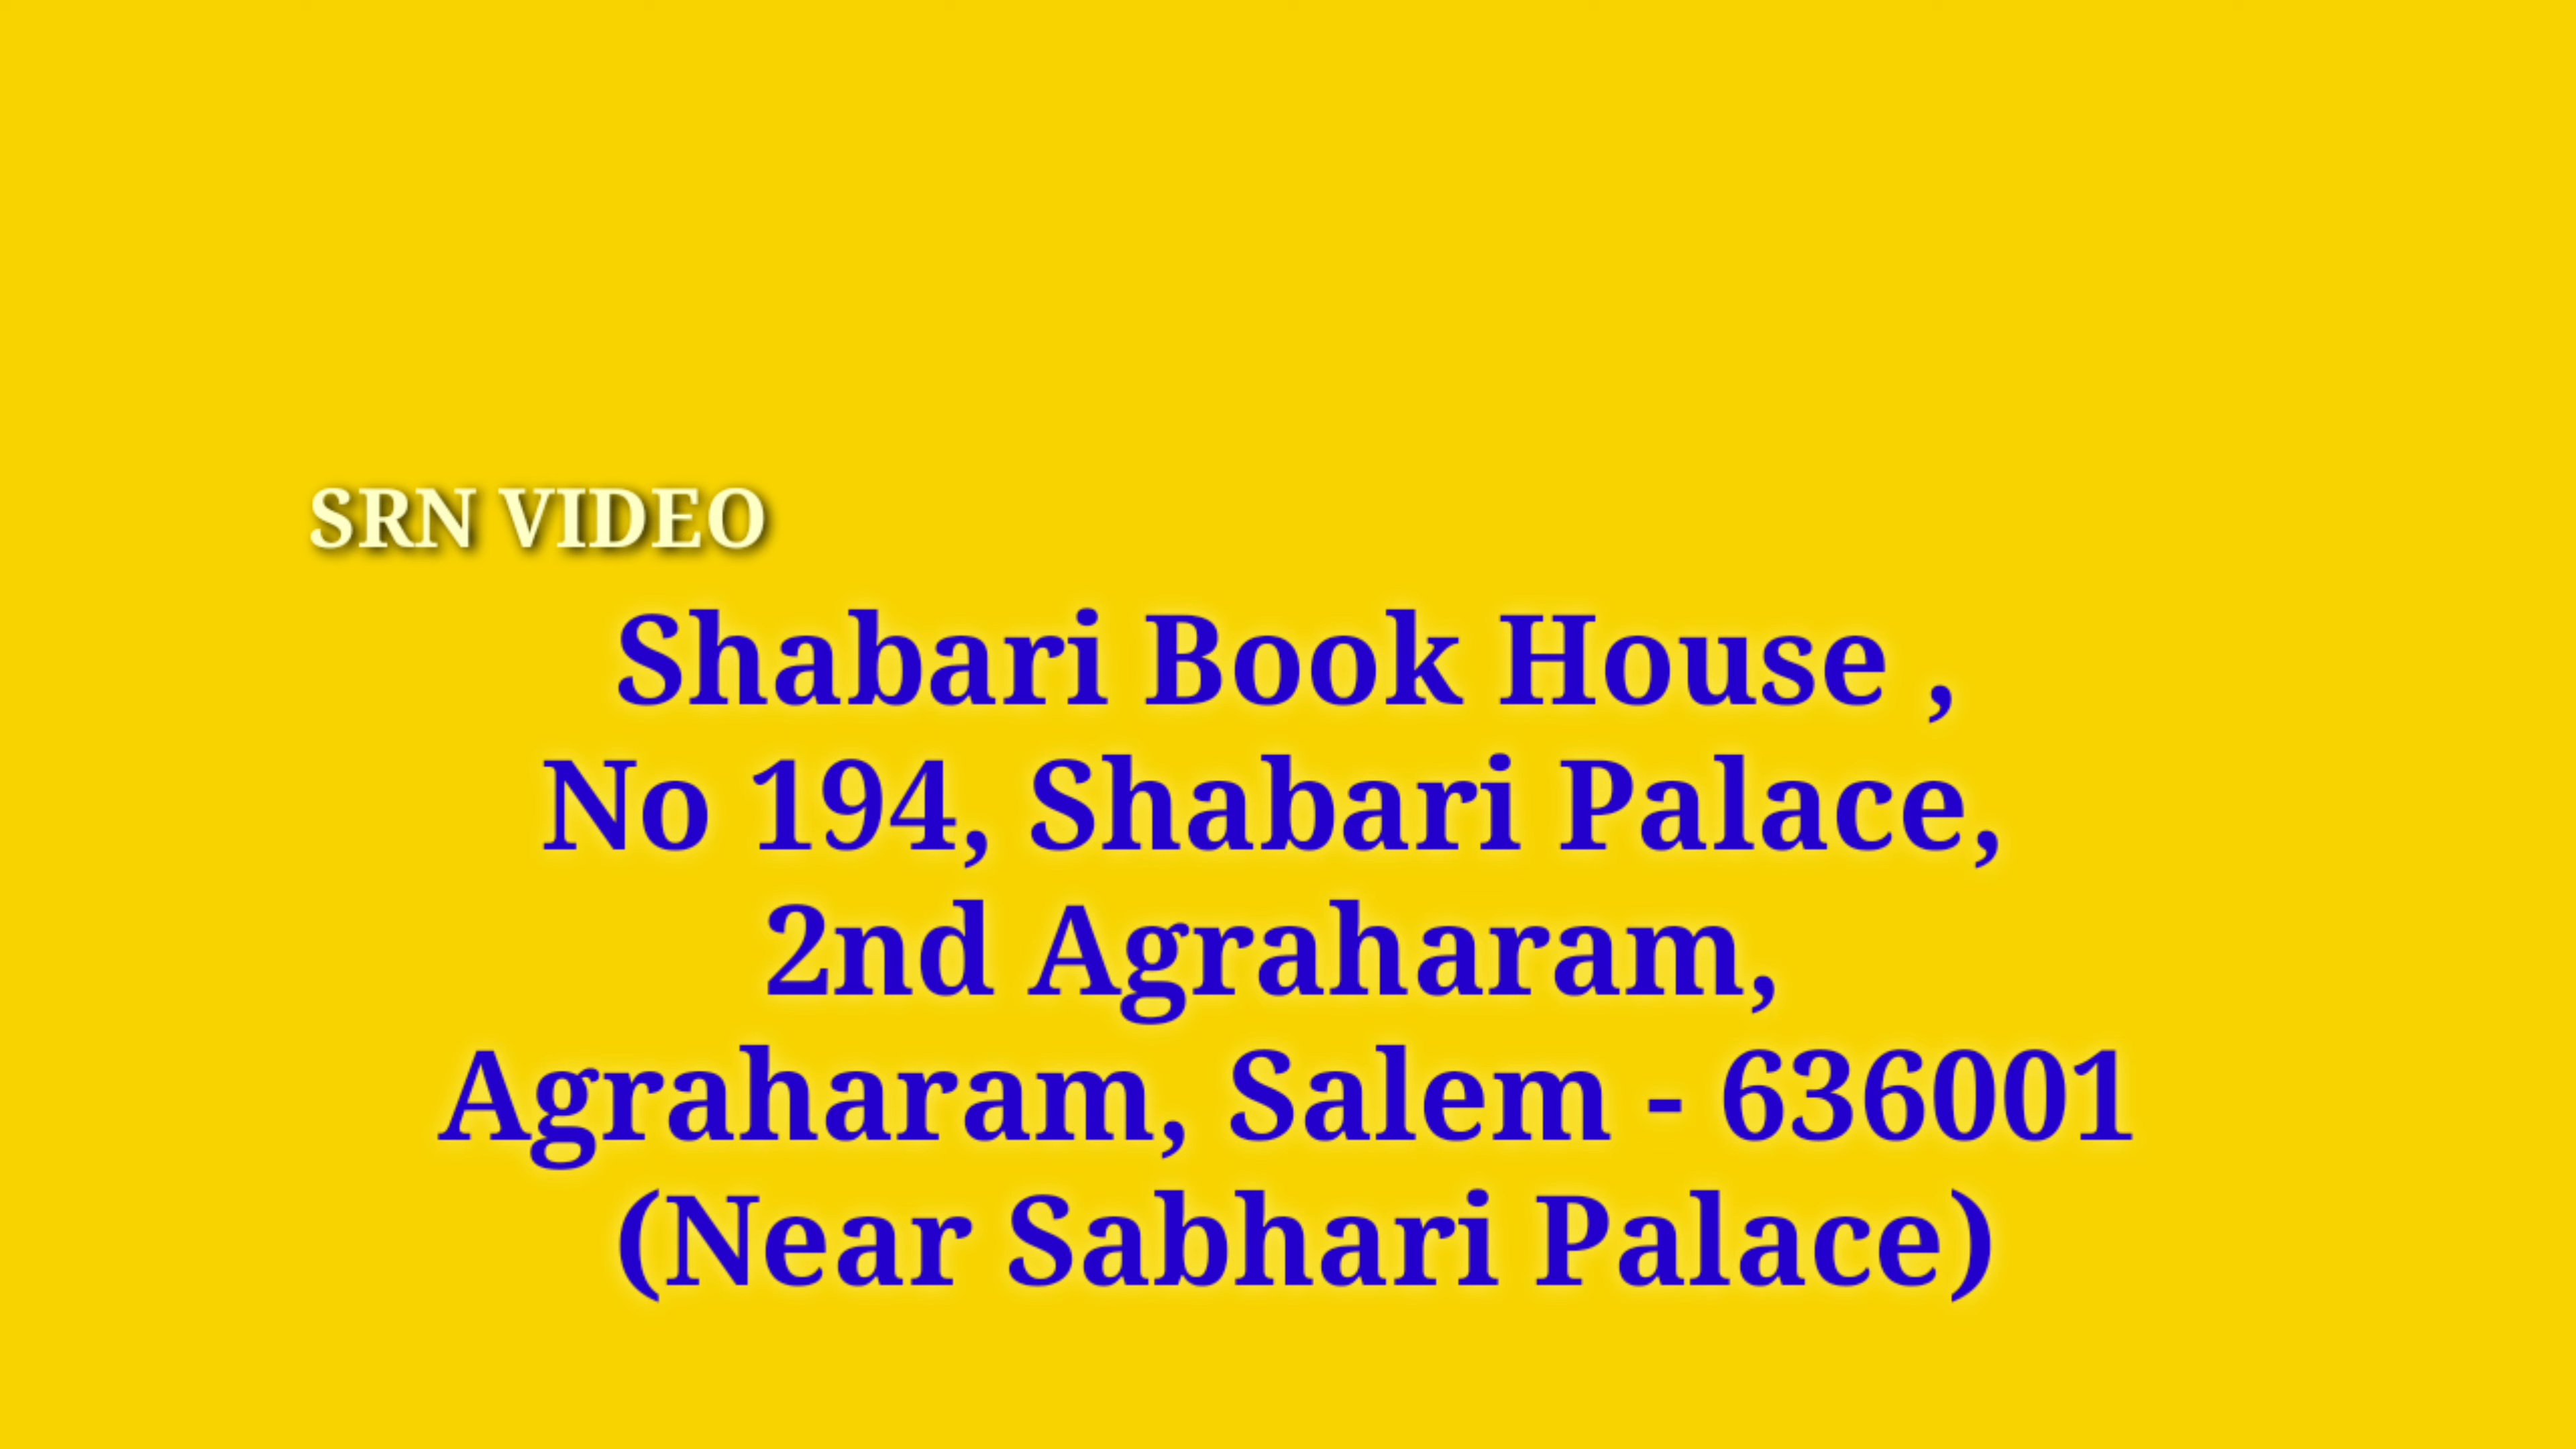 SRN VIDEO
Shabari Book House ,
No 194, Shabari Palace,
2nd Agraharam,
Agraharam, Salem - 636001
(Near Sabhari Palace)